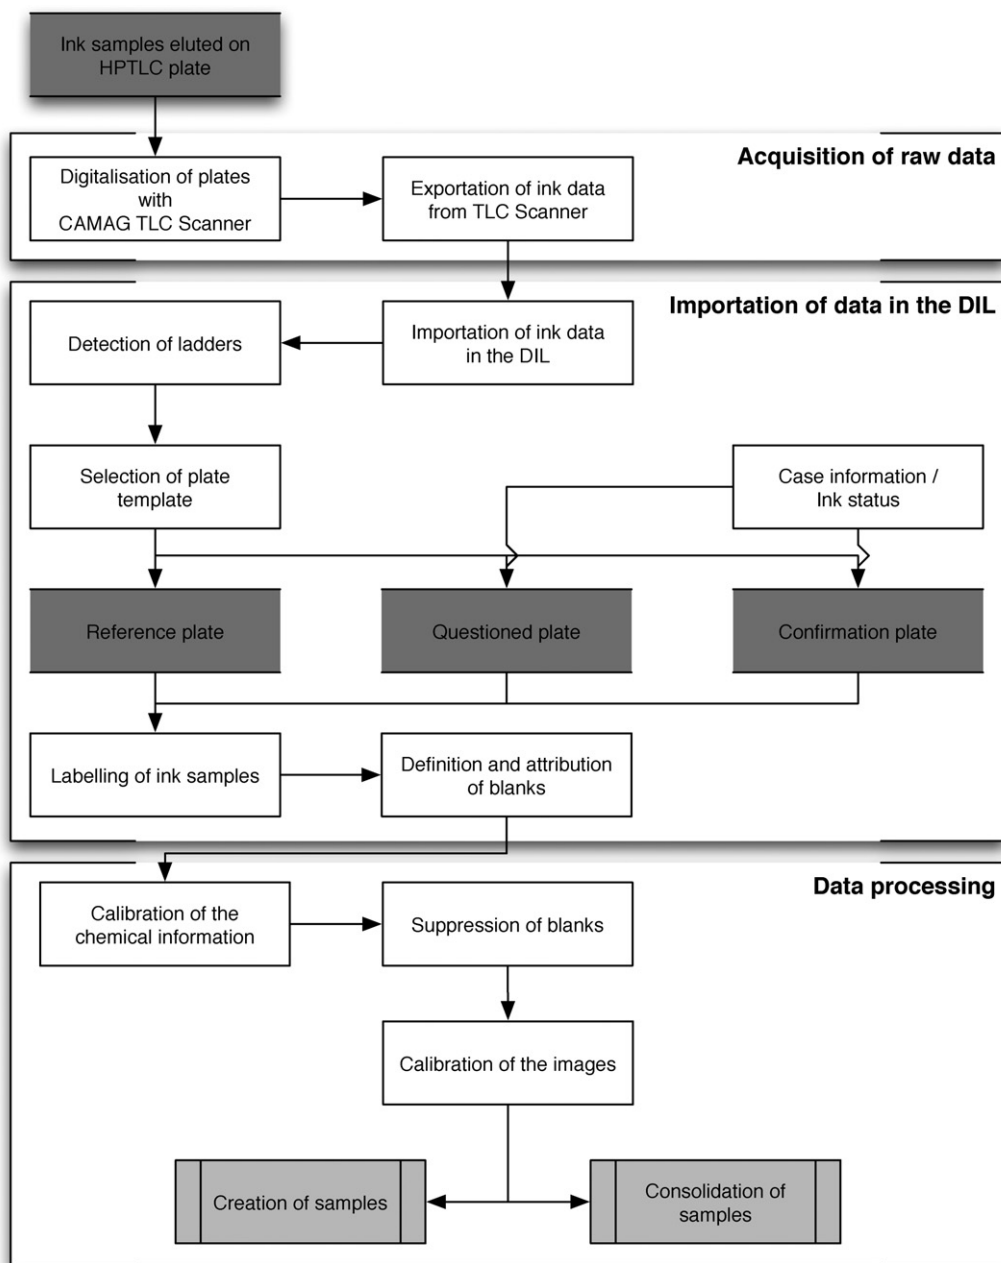 Ink samples eluted on
HPTLC plate
Acquisition of raw data
Digitalisation of plates
with
CAMAG TLC Scanner
Exportation of ink data
from TLC Scanner
Importation of data in the DIL
Detection of ladders
Importation of ink data
in the DIL
Selection of plate
template
Case information /
Ink status
Reference plate
Questioned plate
Confirmation plate
Labelling of ink samples
Definition and attribution
of blanks
Data processing
Calibration of the
chemical information
Suppression of blanks
Calibration of the images
Creation of samples
Consolidation of
samples